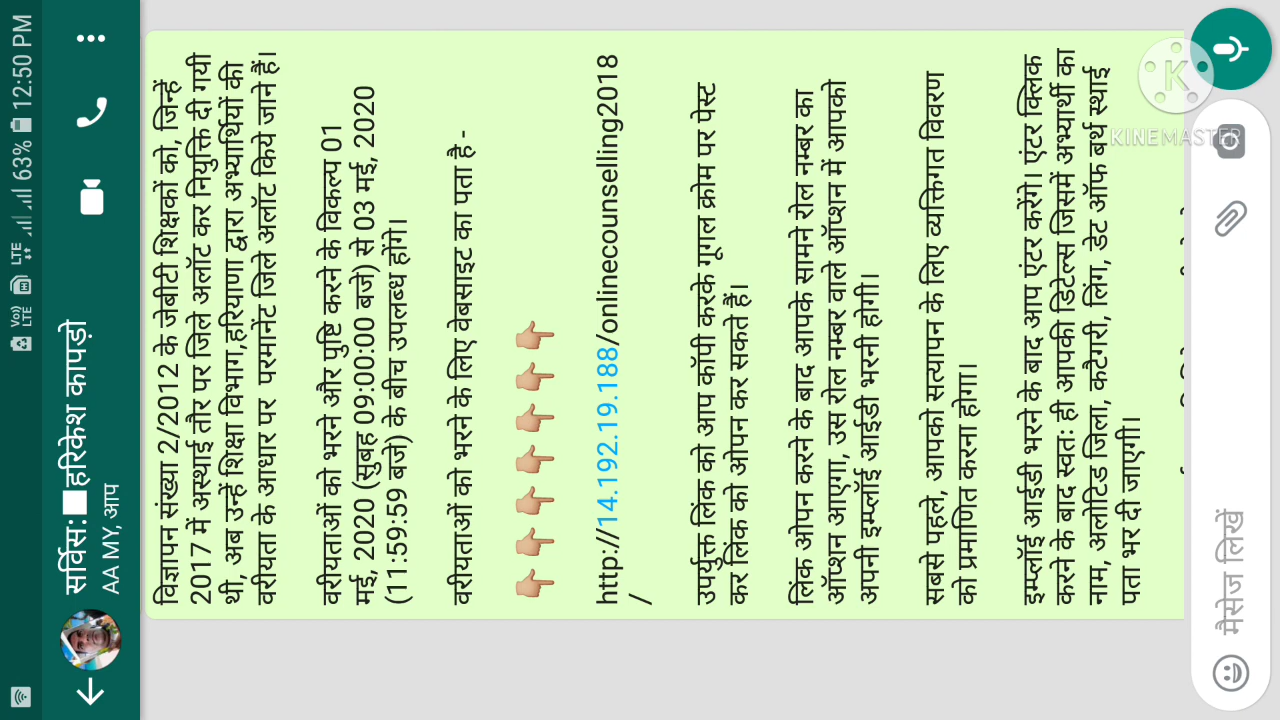 LTE 63% 12:50 PM
Vo)) LTE
सर्विस:■हरिकेश कापड़ो
AA MY, आप
विज्ञापन संख्या 2/2012 के जेबीटी शिक्षकों को, जिन्हें
2017 में अस्थाई तौर पर जिले अलॉट कर नियुक्ति दी गयी
थी, अब उन्हें शिक्षा विभाग,हरियाणा द्वारा अभ्यार्थियों की
वरीयता के आधार पर परमानेंट जिले अलॉट किये जाने हैं।
वरीयताओं को भरने और पुष्टि करने के विकल्प 01
मई, 2020 (सुबह 09:00:00 बजे) से 03 मई, 2020
(11:59:59 बजे) के बीच उपलब्ध होंगे।
वरीयताओं को भरने के लिए वेबसाइट का पता है-
👉🏼👉🏼👉🏼👉🏼👉🏼👉🏼👉🏼
http://14.192.19.188/onlinecounselling2018
/
उपर्युक्त लिंक को आप कॉपी करके गूगल क्रोम पर पेस्ट
कर लिंक को ओपन कर सकते हैं।
लिंक ओपन करने के बाद आपके सामने रोल नम्बर का
ऑप्शन आएगा, उस रोल नम्बर वाले ऑप्शन में आपको
अपनी इम्प्लॉई आईडी भरनी होगी।
सबसे पहले, आपको सत्यापन के लिए व्यक्तिगत विवरण
को प्रमाणित करना होगा।
इम्प्लॉई आईडी भरने के बाद आप एंटर करेंगे। एंटर क्लिक
करने के बाद स्वतः ही आपकी डिटेल्स जिसमें अभ्यार्थी का
नाम, अलोटिड जिला, कटैगरी, लिंग, डेट ऑफ बर्थ स्थाई
पता भर दी जाएगी।
मैसेज लिखें
KINEMASTER